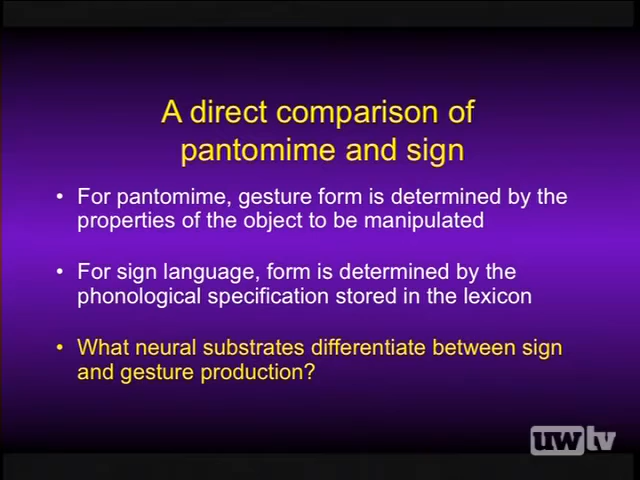 A direct comparison of
pantomime and sign
• For pantomime, gesture form is determined by the
properties of the object to be manipulated
• For sign language, form is determined by the
phonological specification stored in the lexicon
• What neural substrates differentiate between sign
and gesture production?
uwtv